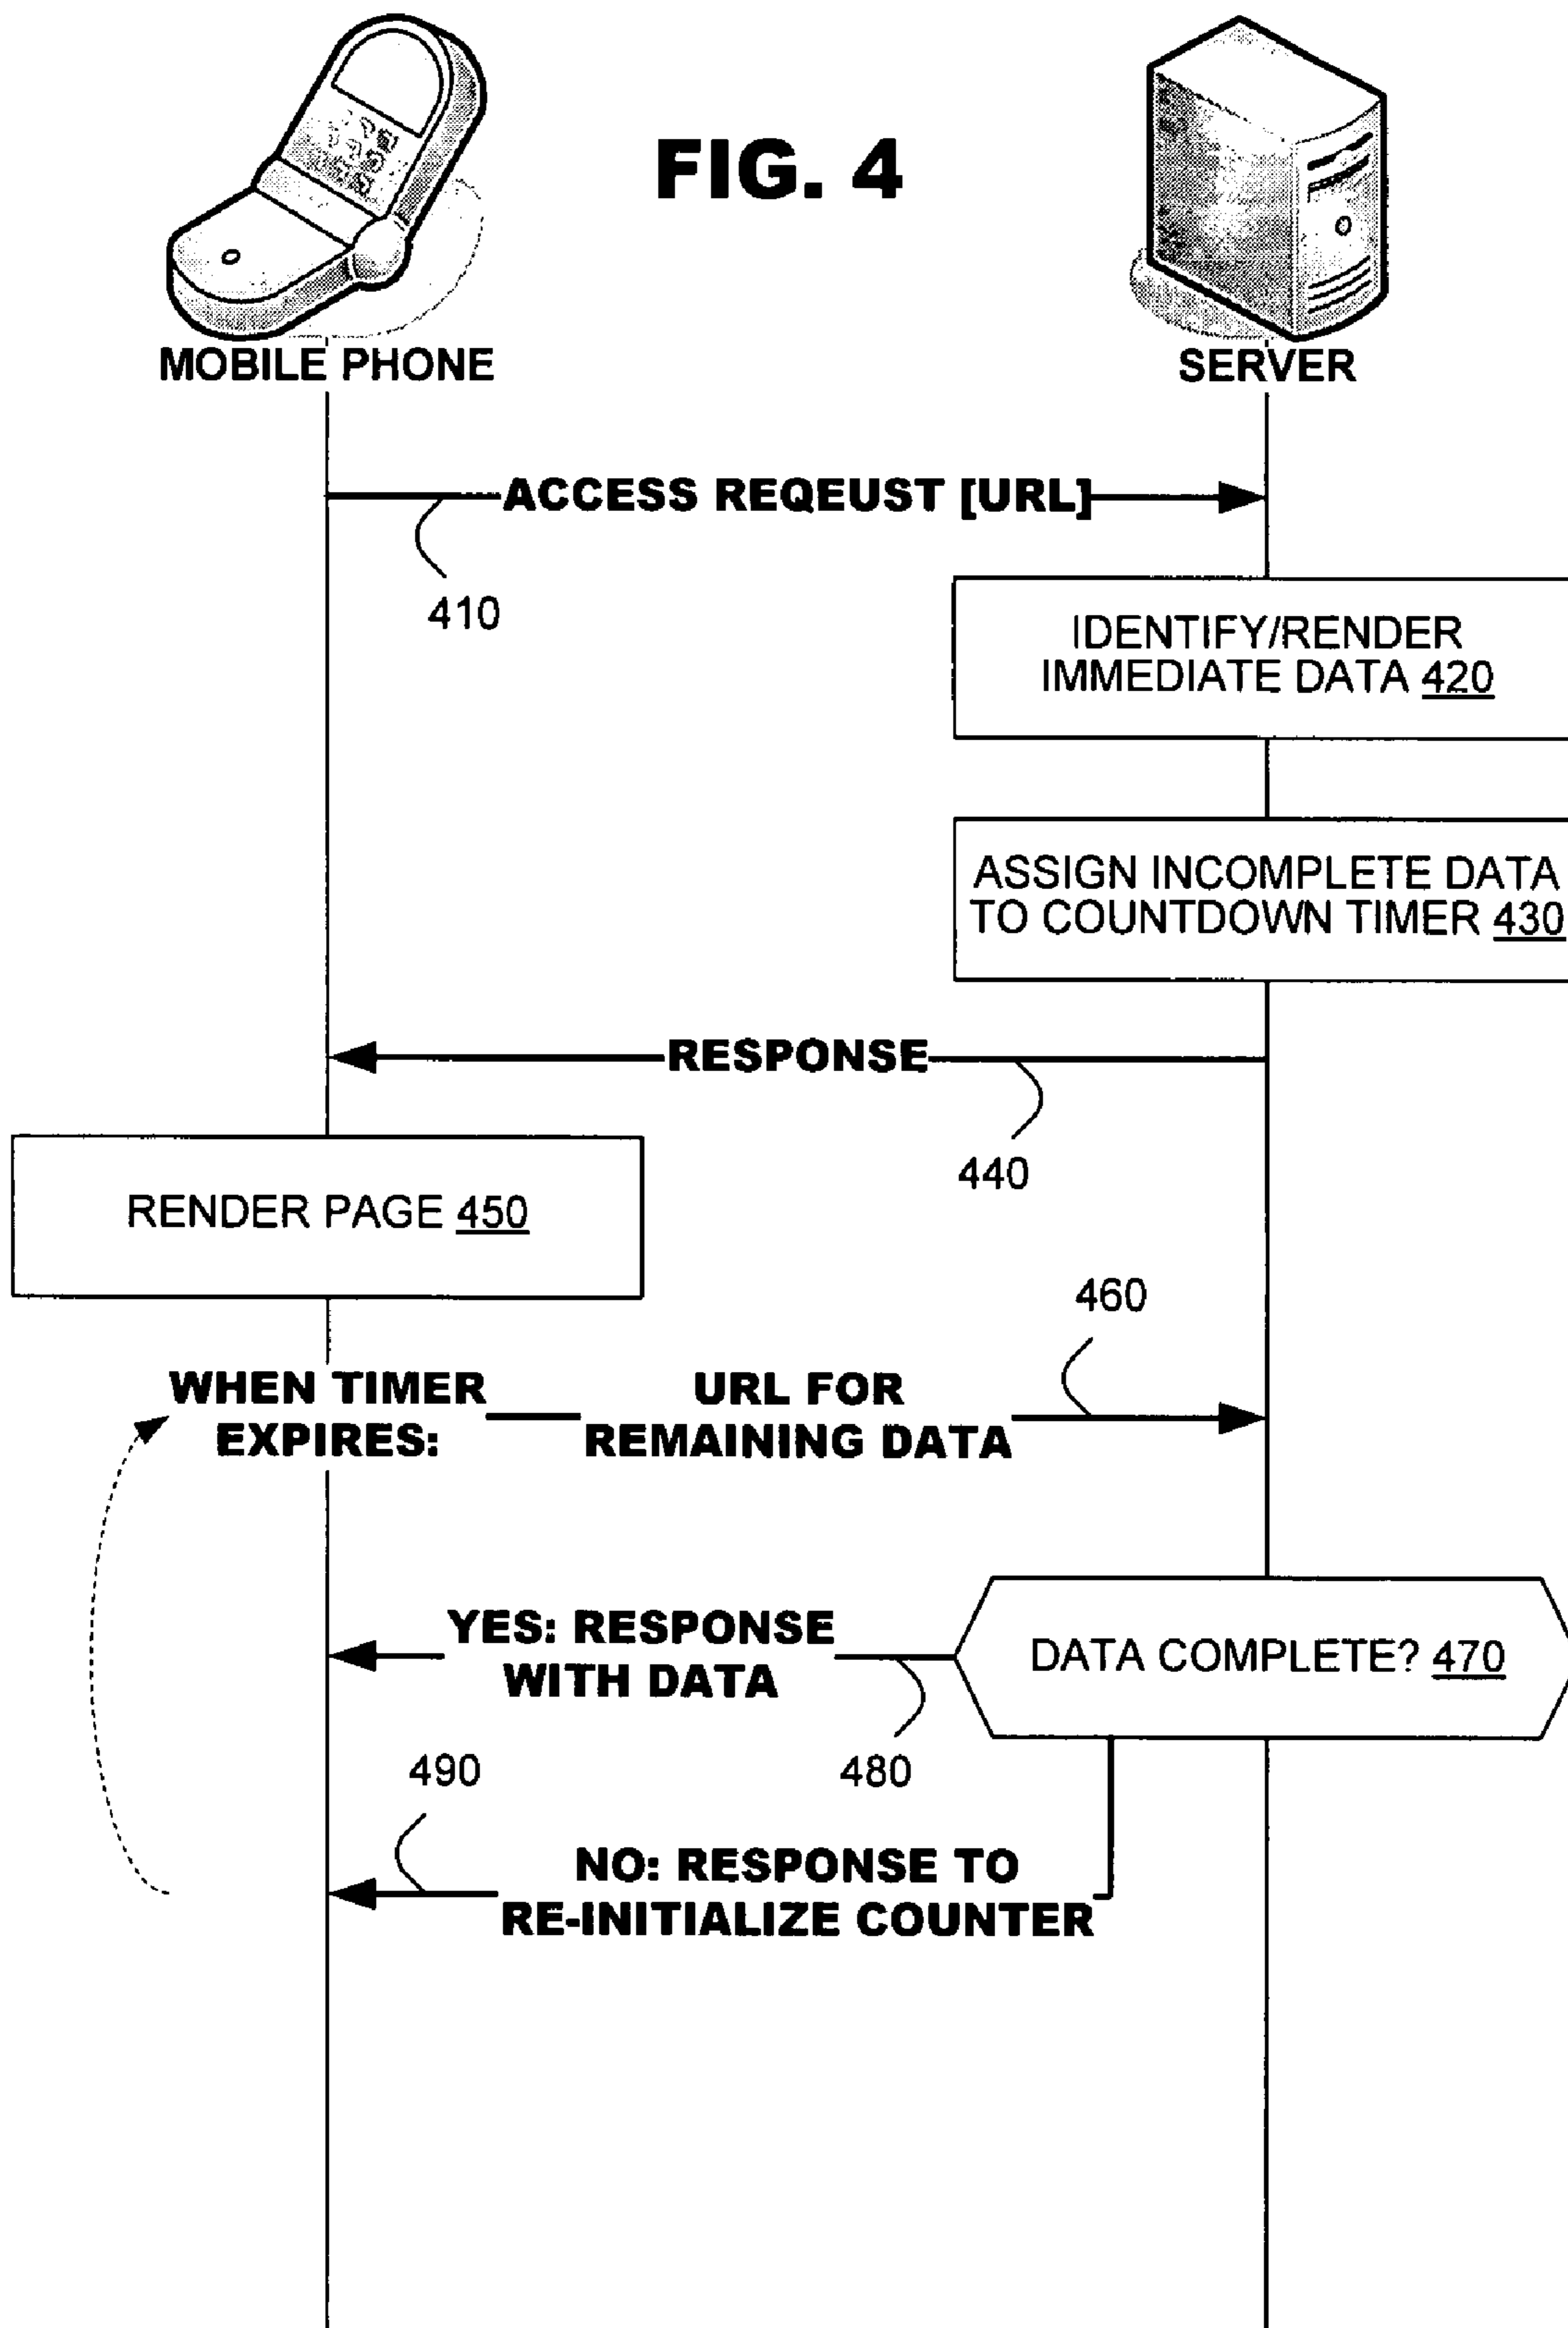 FIG. 4
MOBILE PHONE
SERVER
ACCESS REQEUST [URL]
410
IDENTIFY/RENDER
IMMEDIATE DATA 420
ASSIGN INCOMPLETE DATA
TO COUNTDOWN TIMER 430
RESPONSE
440
RENDER PAGE 450
460
WHEN TIMER
EXPIRES:
URL FOR
REMAINING DATA
DATA COMPLETE? 470
YES: RESPONSE
WITH DATA
480
490
NO: RESPONSE TO
RE-INITIALIZE COUNTER